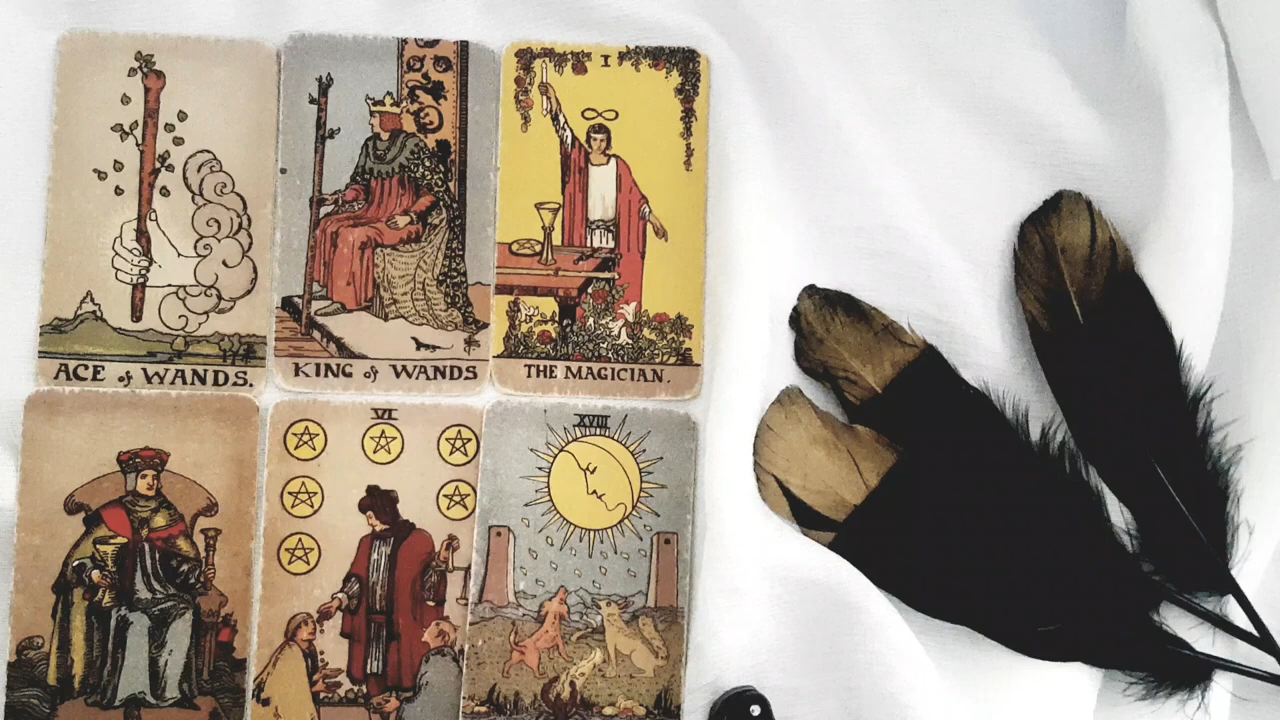 ACE of WANDS.
KING of WANDS
I
THE MAGICIAN.
VI
XVIII